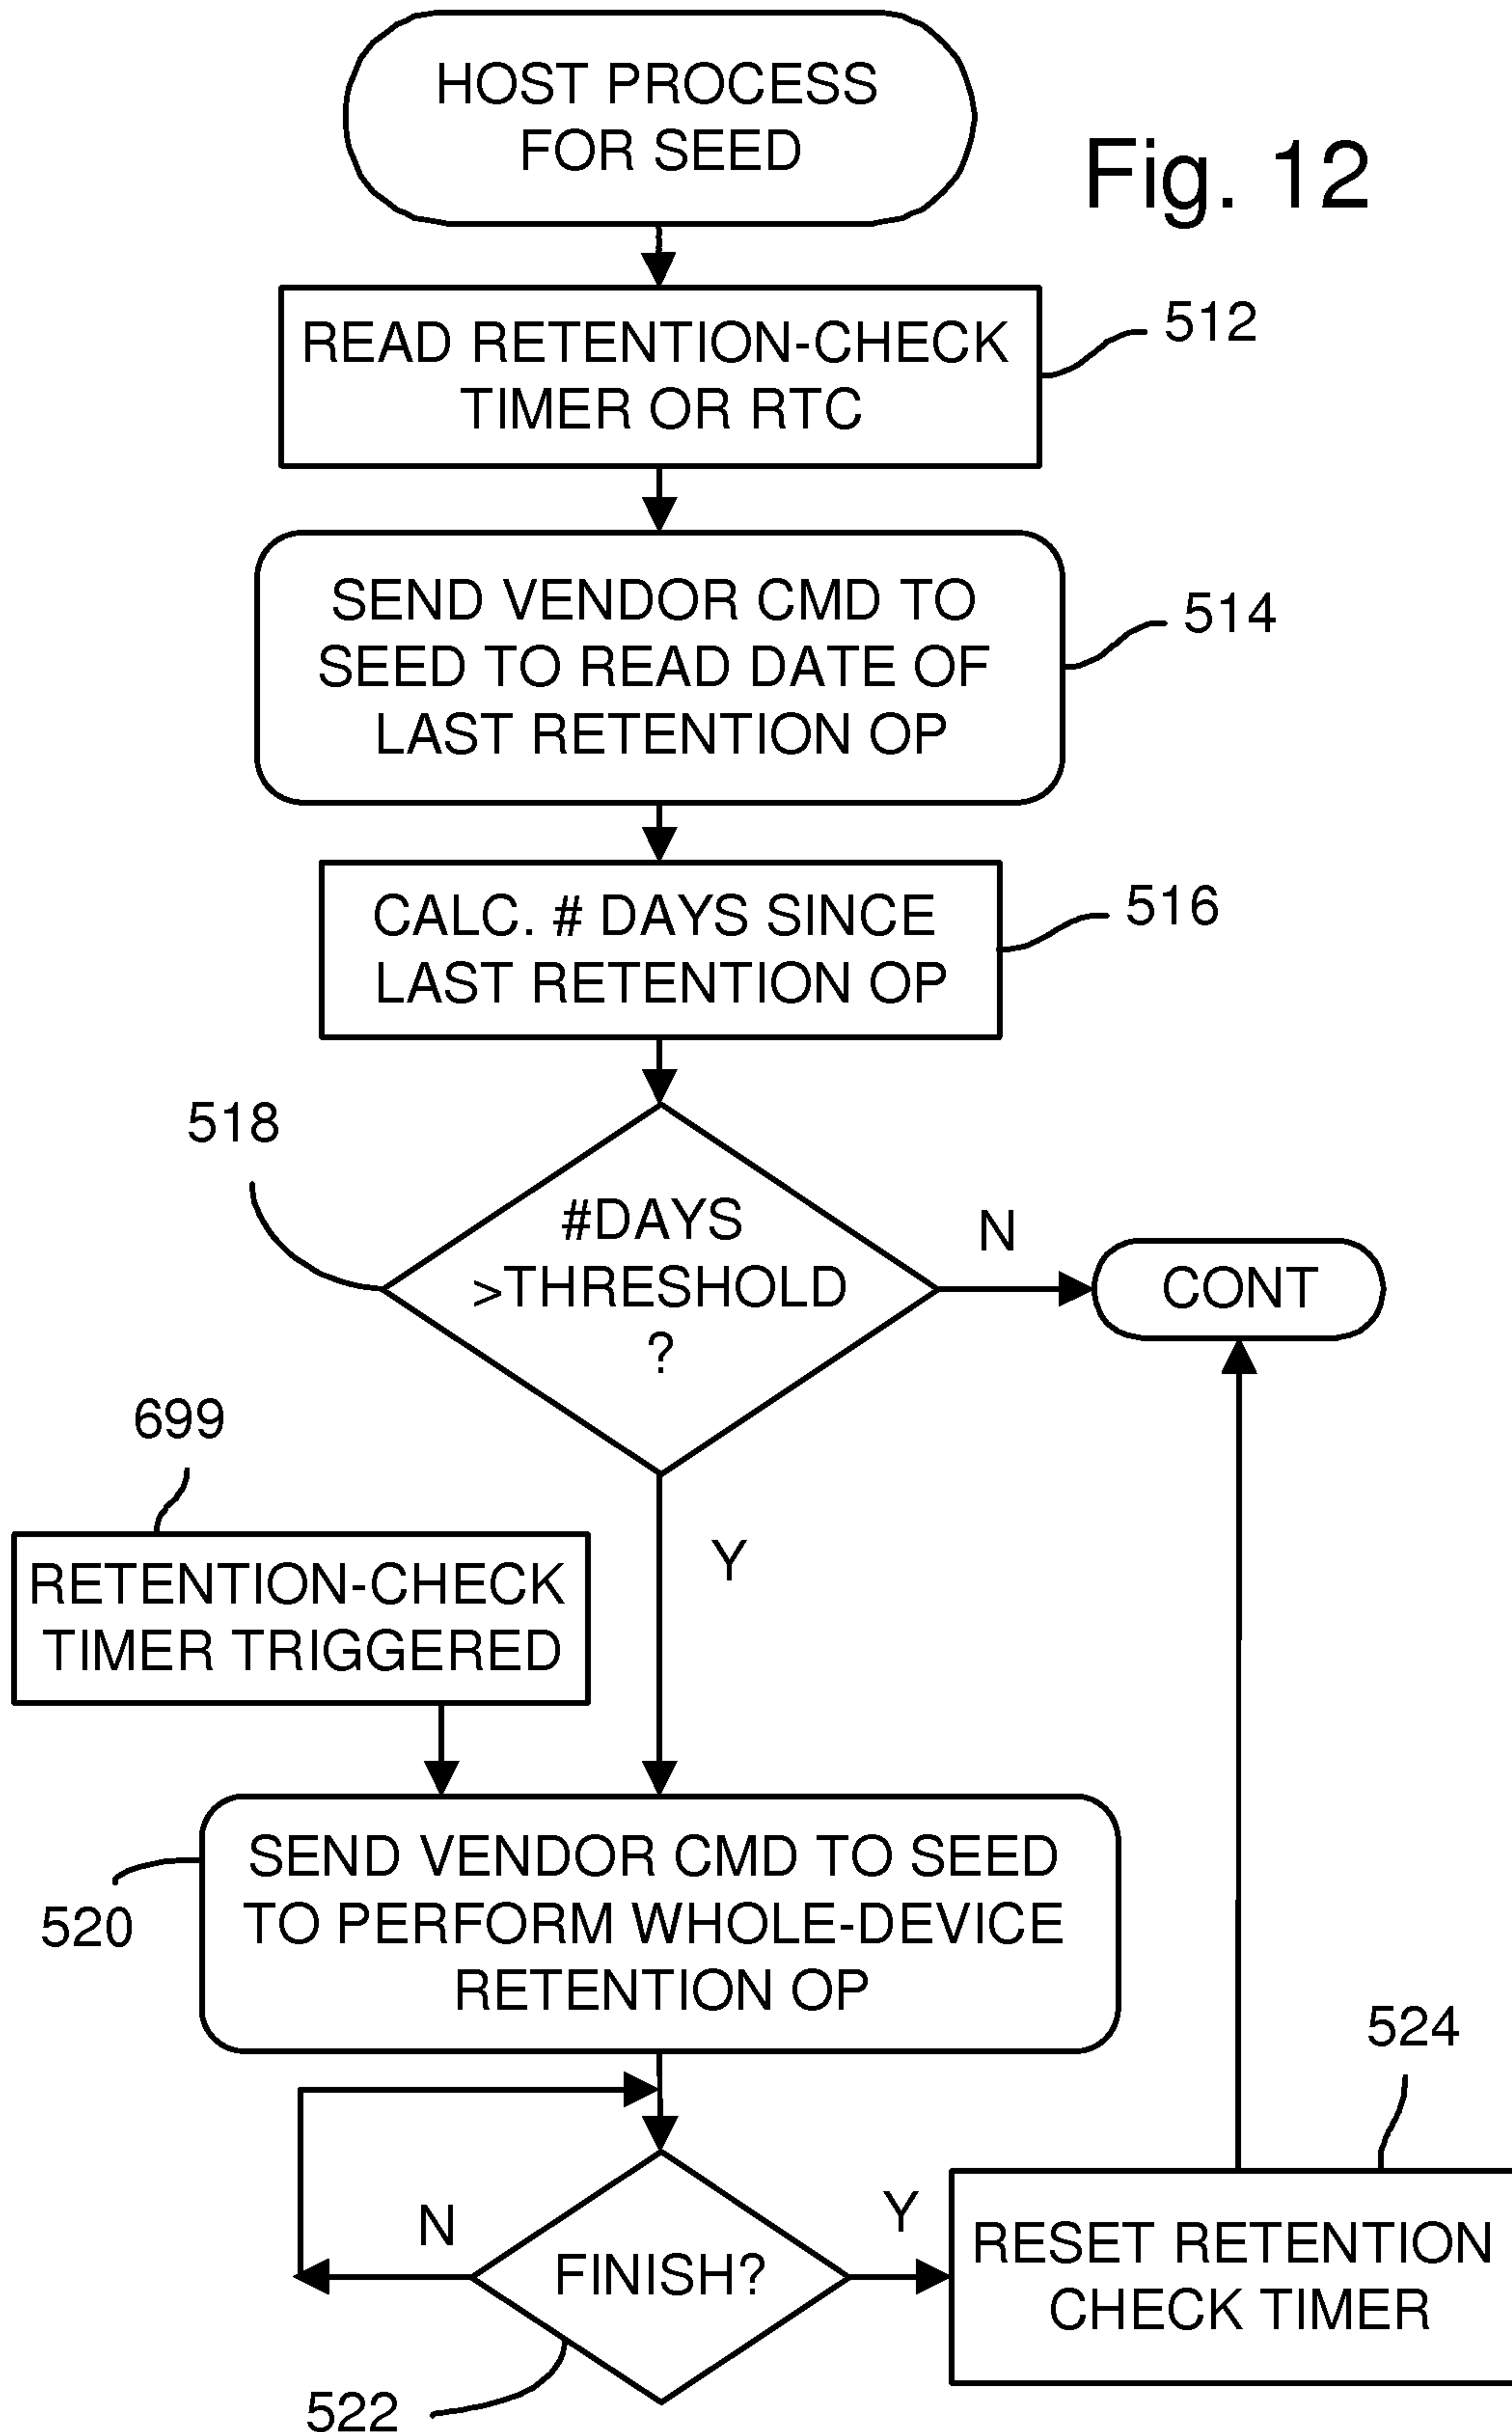 HOST PROCESS
FOR SEED
Fig. 12
READ RETENTION-CHECK
TIMER OR RTC
512
SEND VENDOR CMD TO
SEED TO READ DATE OF
LAST RETENTION OP
514
CALC. # DAYS SINCE
LAST RETENTION OP
516
518
#DAYS
>THRESHOLD
?
N
CONT
699
RETENTION-CHECK
TIMER TRIGGERED
Y
SEND VENDOR CMD TO SEED
TO PERFORM WHOLE-DEVICE
RETENTION OP
520
524
N
FINISH?
Y
RESET RETENTION
CHECK TIMER
522